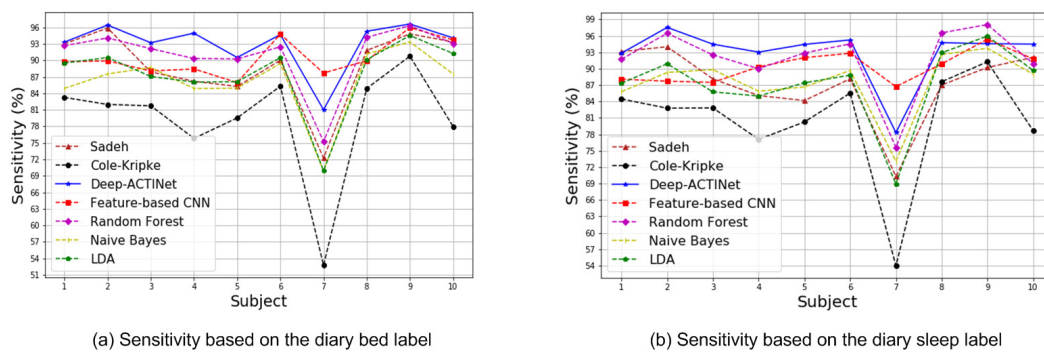 96
93
90
87
84
81
78
75
72
69
66
63
60
57
54
51
Sensitivity (%)
Sadeh
Cole-Kripke
Deep-ACTINet
Feature-based CNN
Random Forest
Naive Bayes
LDA
1 2 3 4 5 6 7 8 9 10
Subject
(a) Sensitivity based on the diary bed label
99
96
93
90
87
84
81
78
75
72
69
66
63
60
57
54
Sensitivity (%)
Sadeh
Cole-Kripke
Deep-ACTINet
Feature-based CNN
Random Forest
Naive Bayes
LDA
1 2 3 4 5 6 7 8 9 10
Subject
(b) Sensitivity based on the diary sleep label